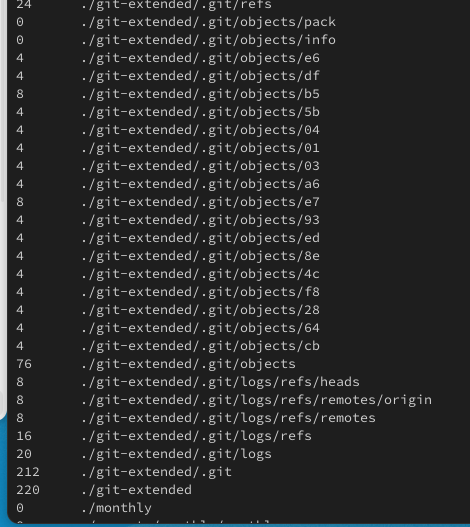 24 ./git-extended/.git/refs
0 ./git-extended/.git/objects/pack
0 ./git-extended/.git/objects/info
4 ./git-extended/.git/objects/e6
4 ./git-extended/.git/objects/df
8 ./git-extended/.git/objects/b5
4 ./git-extended/.git/objects/5b
4 ./git-extended/.git/objects/04
4 ./git-extended/.git/objects/01
4 ./git-extended/.git/objects/03
4 ./git-extended/.git/objects/a6
8 ./git-extended/.git/objects/e7
4 ./git-extended/.git/objects/93
4 ./git-extended/.git/objects/ed
4 ./git-extended/.git/objects/8e
4 ./git-extended/.git/objects/4c
4 ./git-extended/.git/objects/f8
4 ./git-extended/.git/objects/28
4 ./git-extended/.git/objects/64
4 ./git-extended/.git/objects/cb
76 ./git-extended/.git/objects
8 ./git-extended/.git/logs/refs/heads
8 ./git-extended/.git/logs/refs/remotes/origin
8 ./git-extended/.git/logs/refs/remotes
16 ./git-extended/.git/logs/refs
20 ./git-extended/.git/logs
212 ./git-extended/.git
220 ./git-extended
0 ./monthly